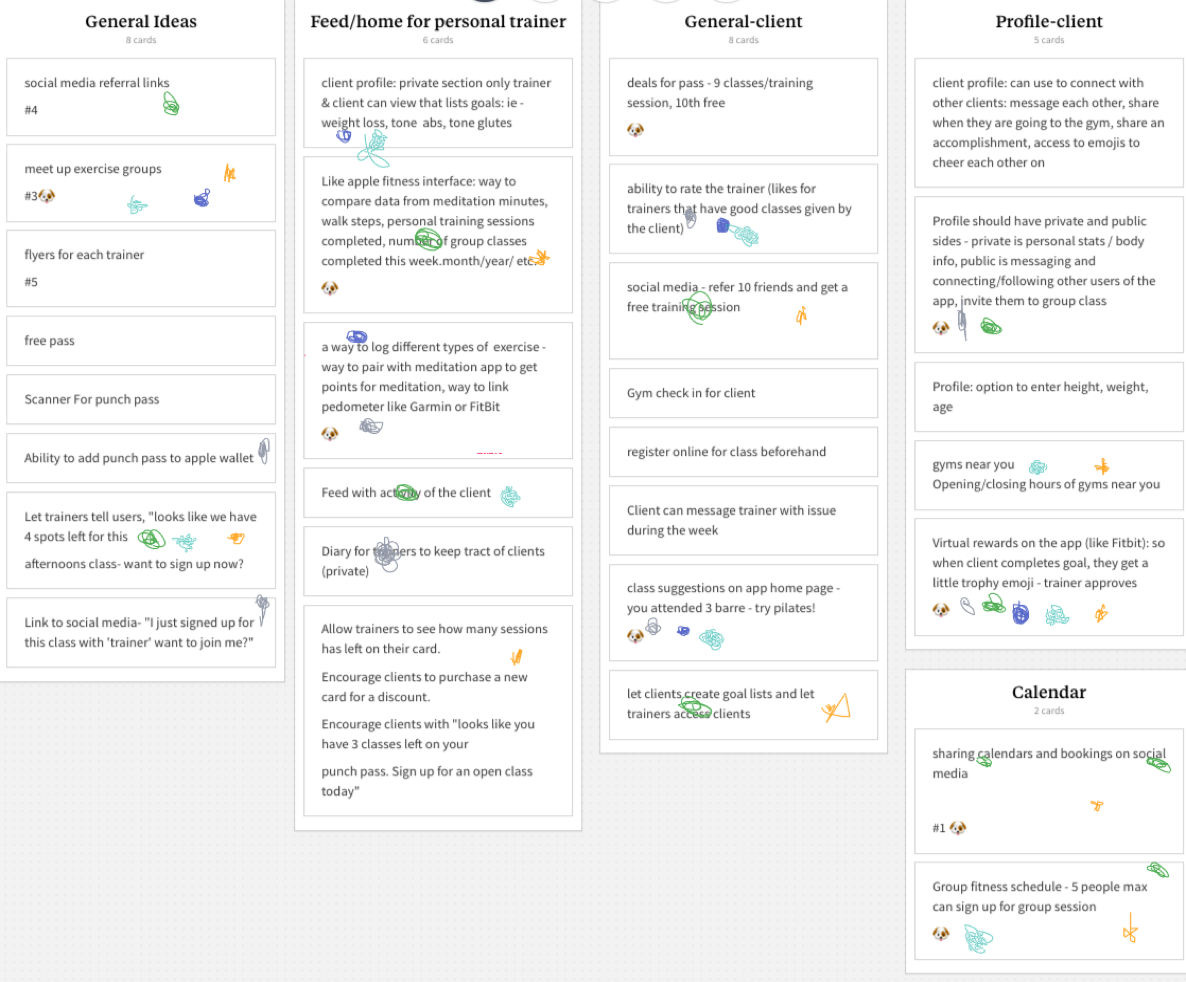 General Ideas
8 cards
social media referral links
#4
meet up exercise groups
#3
flyers for each trainer
#5
free pass
Scanner For punch pass
Ability to add punch pass to apple wallet
Let trainers tell users, "looks like we have
4 spots left for this
afternoons class- want to sign up now?
Link to social media- "I just signed up for
this class with 'trainer' want to join me?"
Feed/home for personal trainer
6 cards
client profile: private section only trainer
& client can view that lists goals: ie -
weight loss, tone abs, tone glutes
Like apple fitness interface: way to
compare data from meditation minutes,
walk steps, personal training sessions
completed, number of group classes
completed this week.month/year/ etc.
a way to log different types of exercise -
way to pair with meditation app to get
points for meditation, way to link
pedometer like Garmin or FitBit
Feed with activity of the client
Diary for trainers to keep tract of clients
(private)
Allow trainers to see how many sessions
has left on their card.
Encourage clients to purchase a new
card for a discount.
Encourage clients with "looks like you
have 3 classes left on your
punch pass. Sign up for an open class
today"
General-client
8 cards
deals for pass - 9 classes/training
session, 10th free
ability to rate the trainer (likes for
trainers that have good classes given by
the client)
social media - refer 10 friends and get a
free training session
Gym check in for client
register online for class beforehand
Client can message trainer with issue
during the week
class suggestions on app home page -
you attended 3 barre - try pilates!
let clients create goal lists and let
trainers access clients
Profile-client
5 cards
client profile: can use to connect with
other clients: message each other, share
when they are going to the gym, share an
accomplishment, access to emojis to
cheer each other on
Profile should have private and public
sides - private is personal stats / body
info, public is messaging and
connecting/following other users of the
app, invite them to group class
Profile: option to enter height, weight,
age
gyms near you
Opening/closing hours of gyms near you
Virtual rewards on the app (like Fitbit): so
when client completes goal, they get a
little trophy emoji - trainer approves
Calendar
2 cards
sharing calendars and bookings on social
media
#1
Group fitness schedule - 5 people max
can sign up for group session